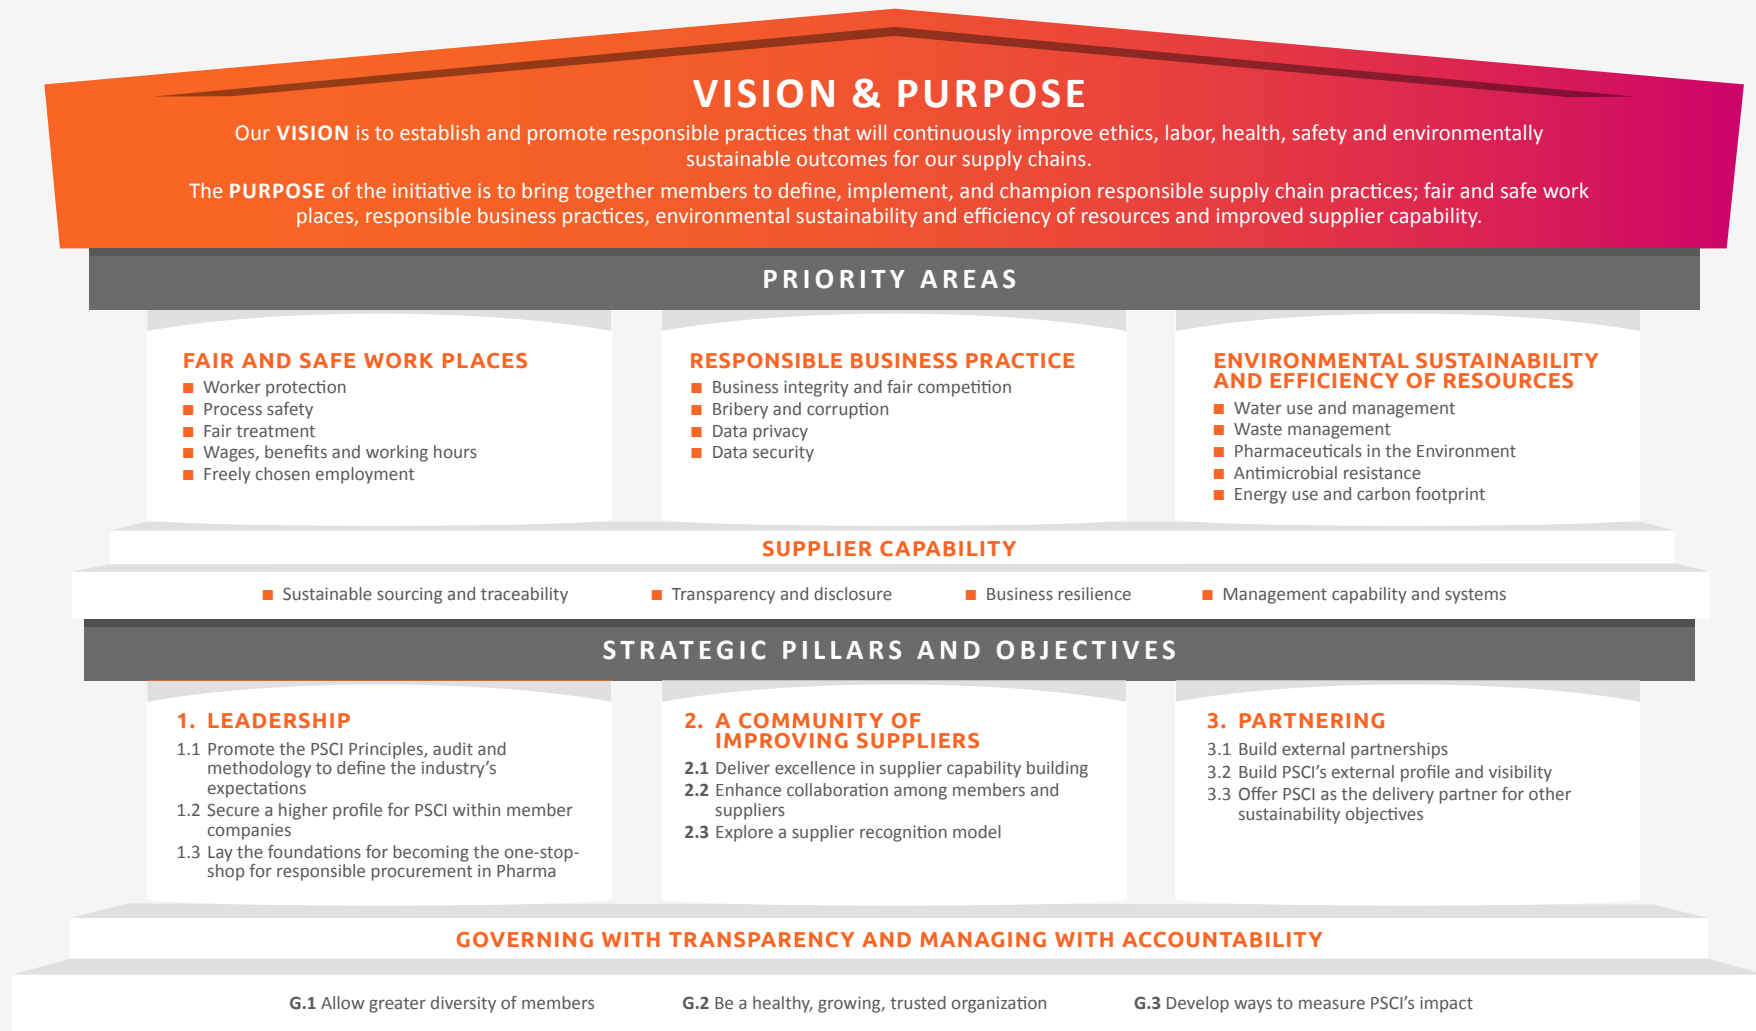 VISION & PURPOSE
Our VISION is to establish and promote responsible practices that will continuously improve ethics, labor, health, safety and environmentally
sustainable outcomes for our supply chains.
The PURPOSE of the initiative is to bring together members to define, implement, and champion responsible supply chain practices; fair and safe work
places, responsible business practices, environmental sustainability and efficiency of resources and improved supplier capability.
PRIORITY AREAS
FAIR AND SAFE WORK PLACES
■ Worker protection
■ Process safety
■ Fair treatment
■ Wages, benefits and working hours
■ Freely chosen employment
RESPONSIBLE BUSINESS PRACTICE
■ Business integrity and fair competition
■ Bribery and corruption
■ Data privacy
■ Data security
ENVIRONMENTAL SUSTAINABILITY
AND EFFICIENCY OF RESOURCES
■ Water use and management
■ Waste management
■ Pharmaceuticals in the Environment
■ Antimicrobial resistance
■ Energy use and carbon footprint
SUPPLIER CAPABILITY
■ Sustainable sourcing and traceability ■ Transparency and disclosure ■ Business resilience ■ Management capability and systems
STRATEGIC PILLARS AND OBJECTIVES
1. LEADERSHIP
1.1 Promote the PSCI Principles, audit and
methodology to define the industry's
expectations
1.2 Secure a higher profile for PSCI within member
companies
1.3 Lay the foundations for becoming the one-stop-
shop for responsible procurement in Pharma
2. A COMMUNITY OF
IMPROVING SUPPLIERS
2.1 Deliver excellence in supplier capability building
2.2 Enhance collaboration among members and
suppliers
2.3 Explore a supplier recognition model
3. PARTNERING
3.1 Build external partnerships
3.2 Build PSCI's external profile and visibility
3.3 Offer PSCI as the delivery partner for other
sustainability objectives
GOVERNING WITH TRANSPARENCY AND MANAGING WITH ACCOUNTABILITY
G.1 Allow greater diversity of members G.2 Be a healthy, growing, trusted organization G.3 Develop ways to measure PSCI's impact